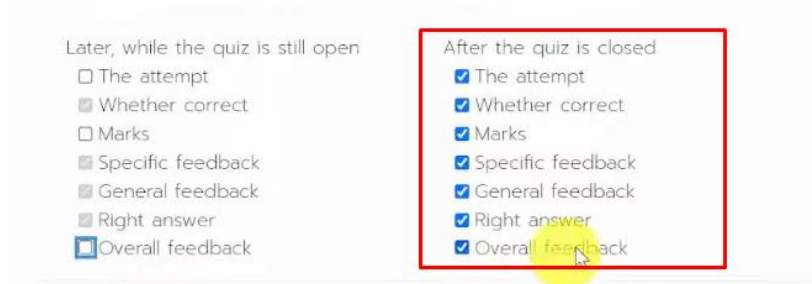 Later, while the quiz is still open
The attempt
Whether correct
Marks
Specific feedback
General feedback
Right answer
Overall feedback
After the quiz is closed
The attempt
Whether correct
Marks
Specific feedback
General feedback
Right answer
Overall feedback